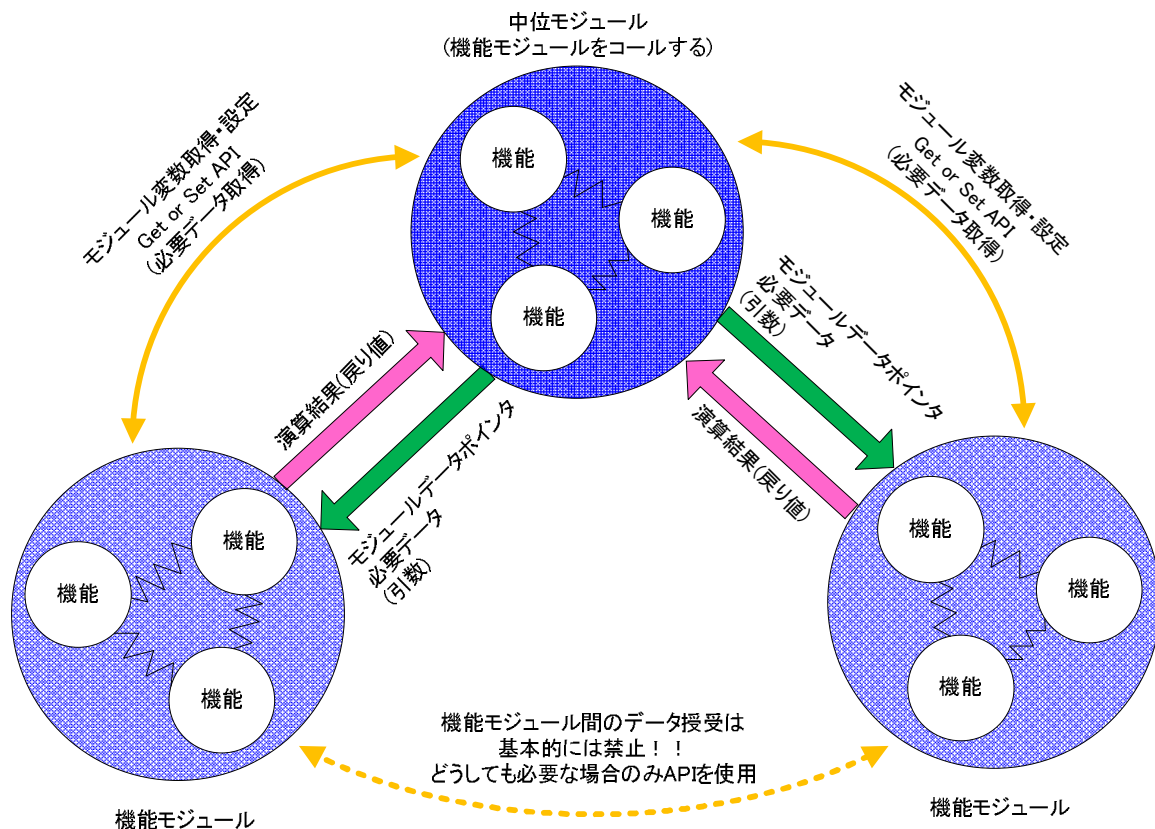 中位モジュール
(機能モジュールをコールする)
モジュール変数取得・設定
Get or Set API
(必要データ取得)
モジュール変数取得・設定
Get or Set API
(必要データ取得)
機能
機能
機能
演算結果(戻り値)
モジュールデータポインタ
必要データ
(引数)
モジュールデータポインタ
必要データ
(引数)
演算結果(戻り値)
機能
機能
機能
機能
機能
機能
機能モジュール間のデータ授受は
基本的には禁止！！
どうしても必要な場合のみAPIを使用
機能モジュール
機能モジュール